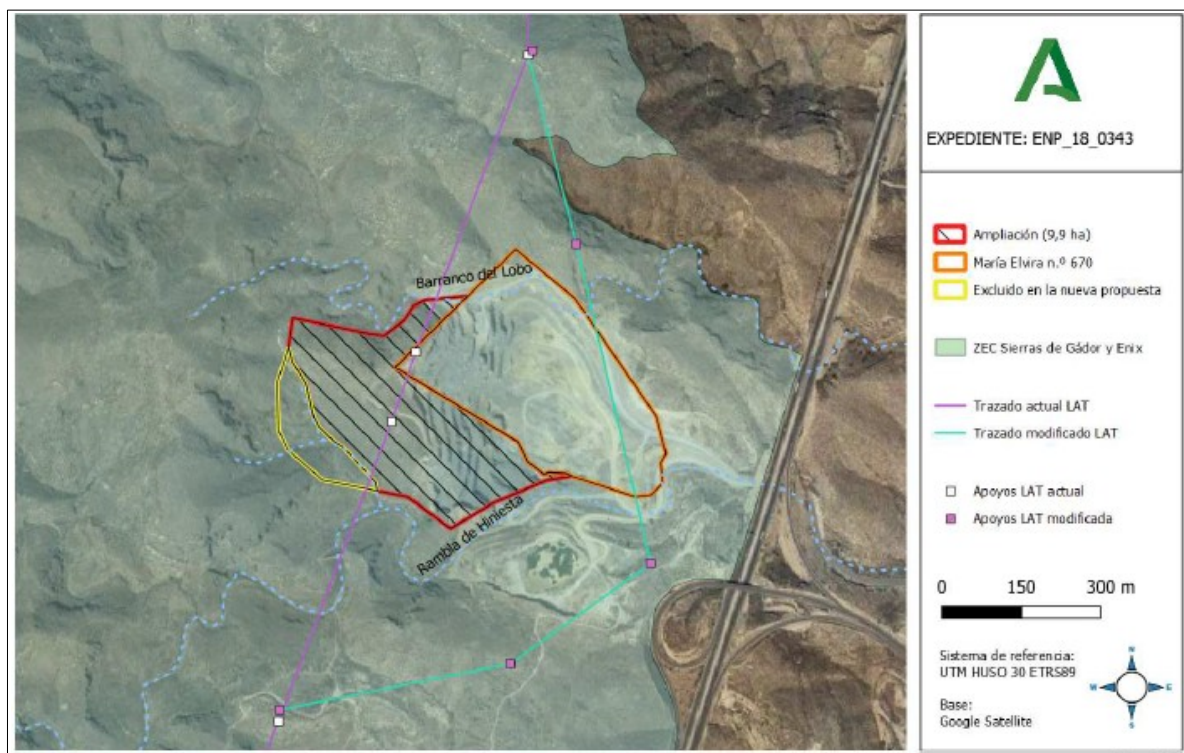 Barranco del Lobo
Rambla de Hiniesta
EXPEDIENTE: ENP_18_0343
Ampliación (9,9 ha)
María Elvira n.º 670
Excluido en la nueva propuesta
ZEC Sierras de Gádor y Enix
Trazado actual LAT
Trazado modificado LAT
Apoyos LAT actual
Apoyos LAT modificada
0 150 300 m
Sistema de referencia:
UTM HUSO 30 ETRS89
Base:
Google Satellite
N
W E
S